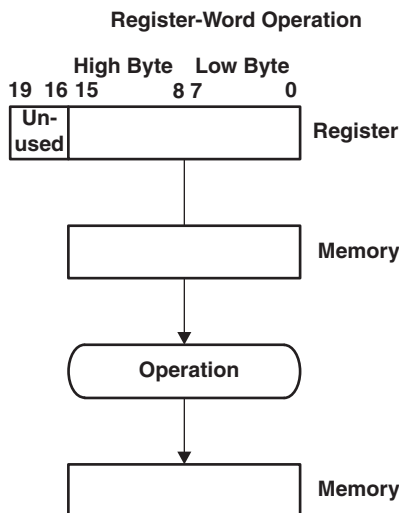 Register-Word Operation
High Byte Low Byte
19 16 15 8 7 0
Un-
used
Register
Memory
Operation
Memory